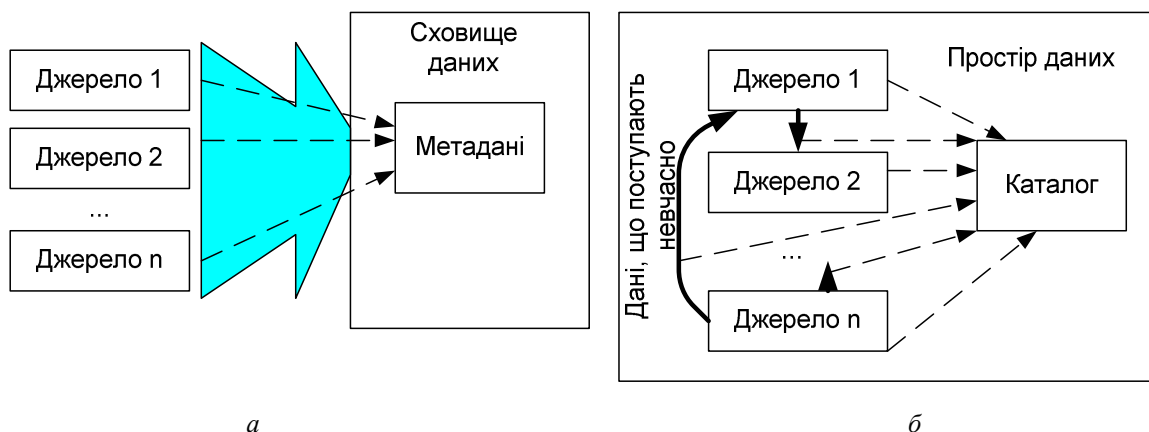 Джерело 1
Джерело 2
...
Джерело n
Сховище
даних
Метадані
а
Дані, що поступають
невчасно
Джерело 1
Джерело 2
...
Джерело n
Простір даних
Каталог
б